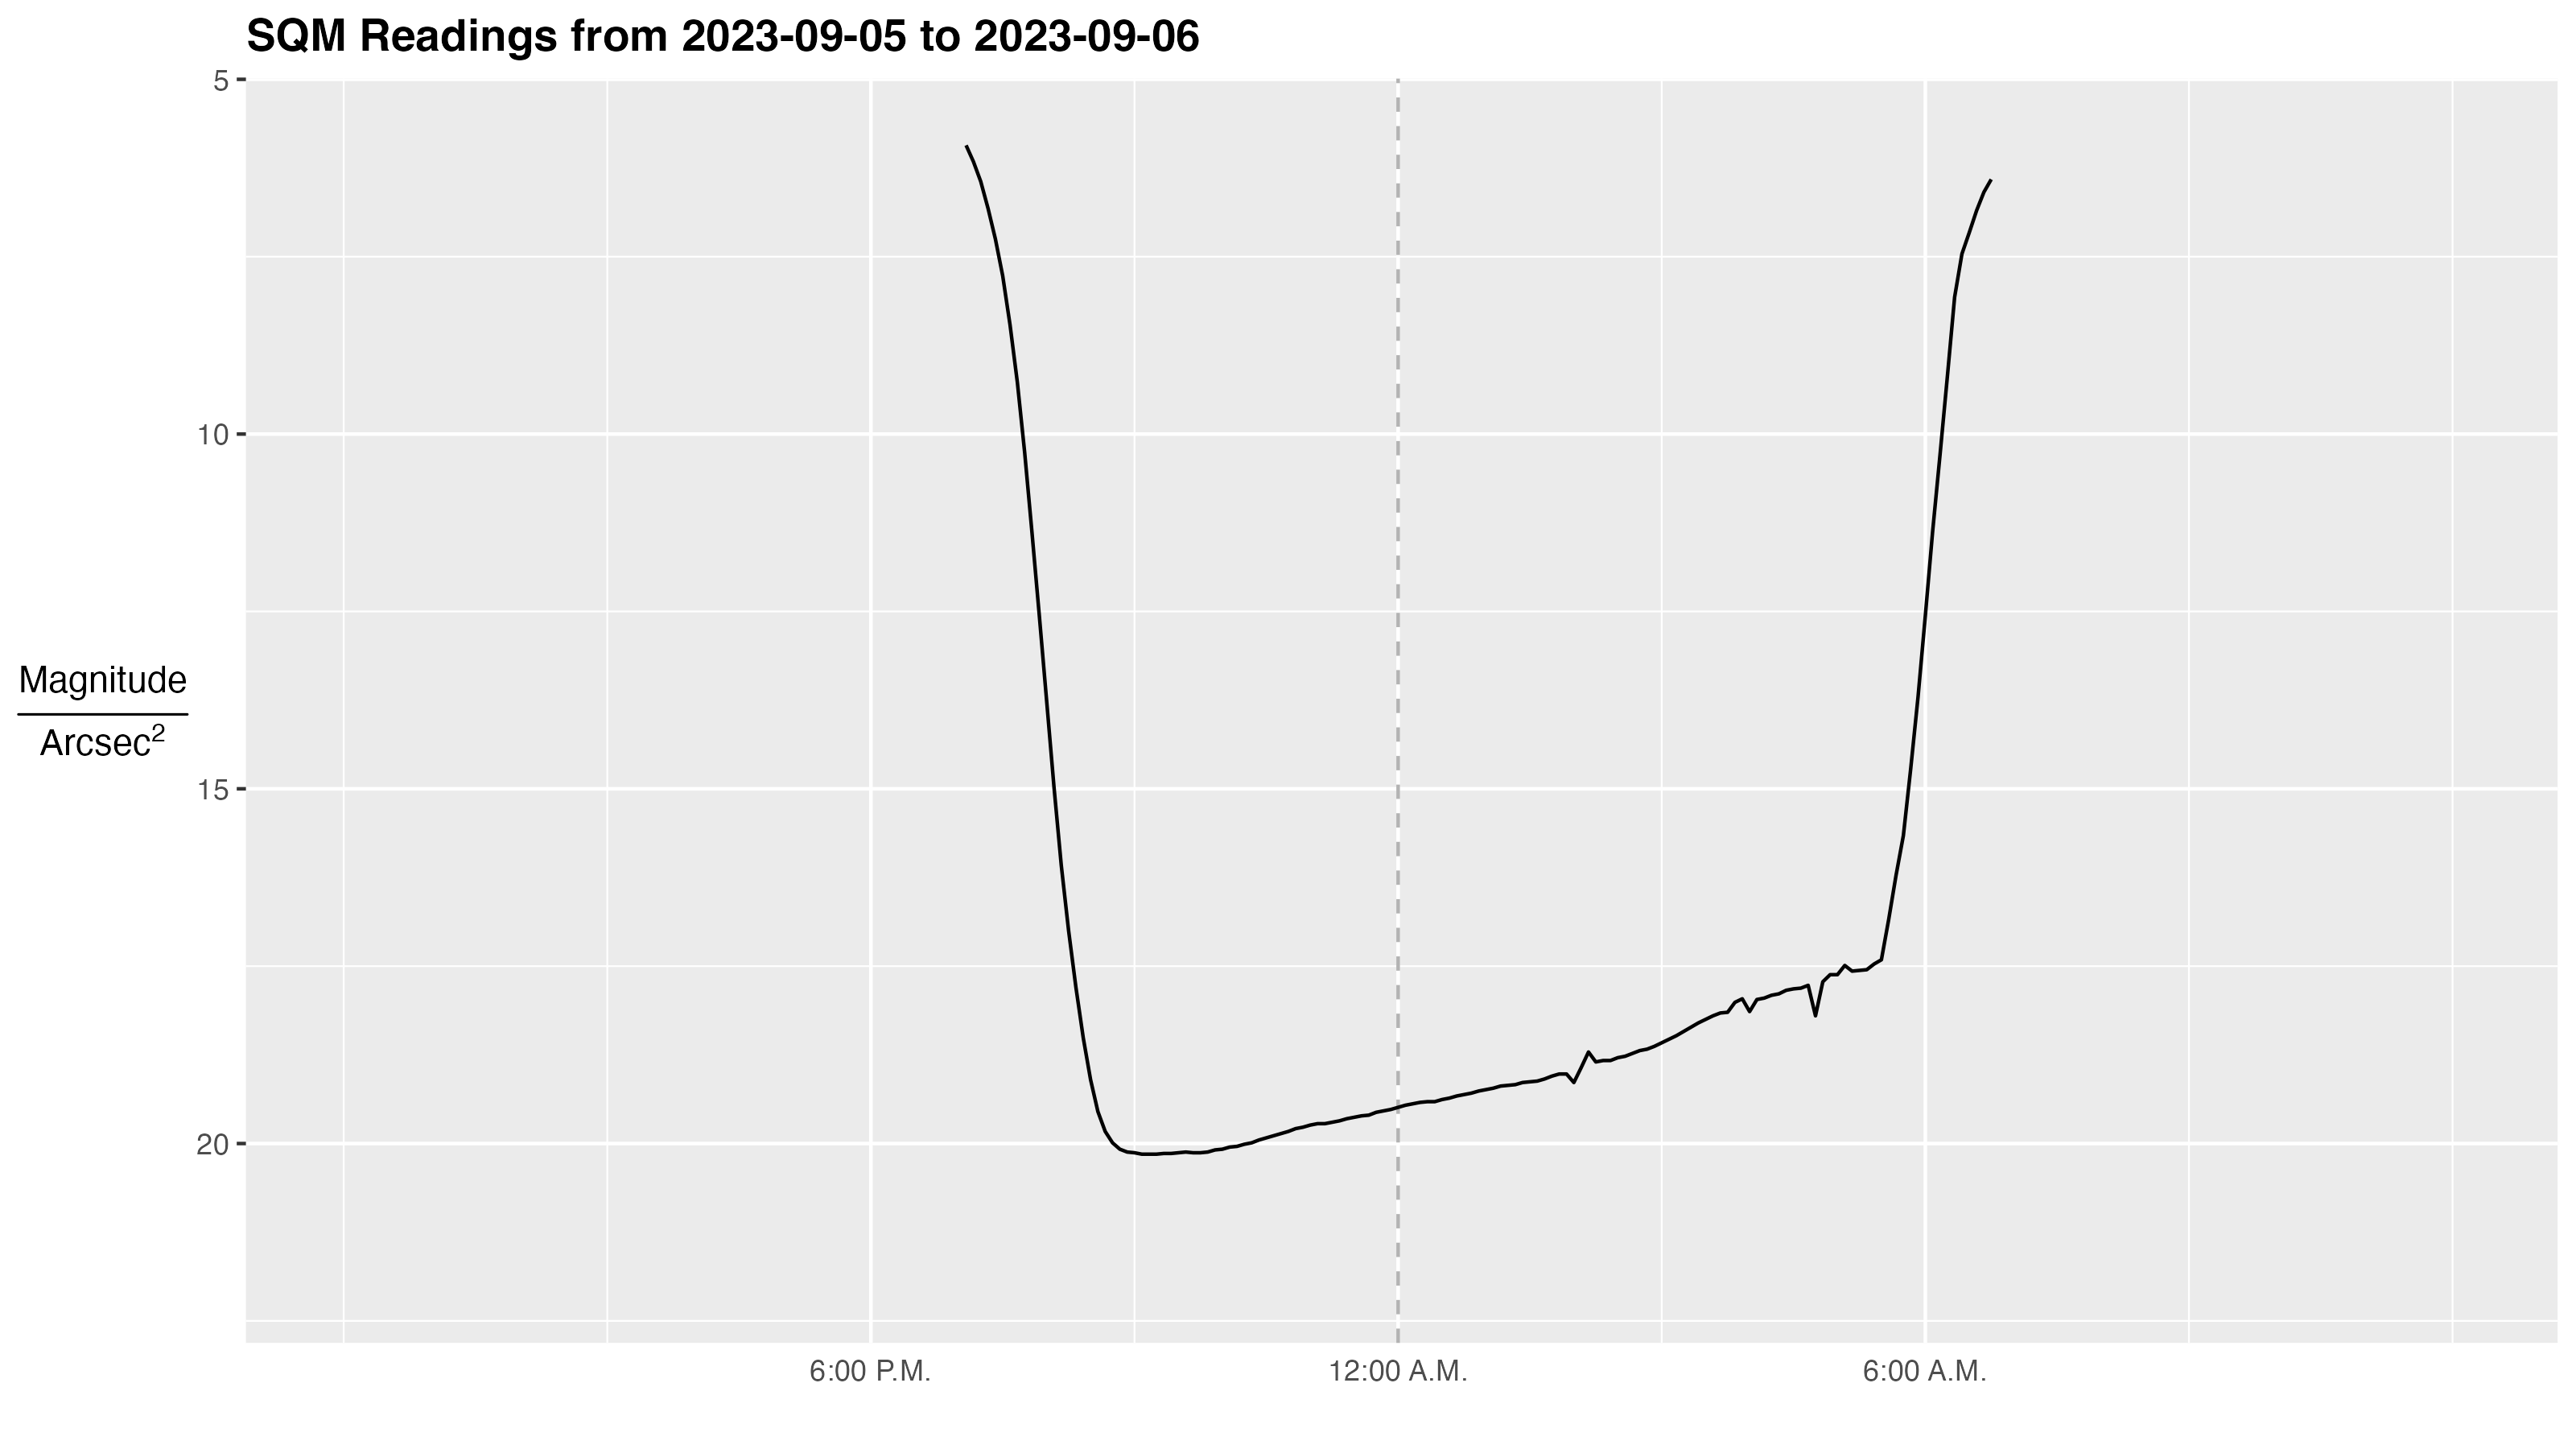 SQM Readings from 2023-09-05 to 2023-09-06
5
10
15
20
Magnitude
Arcsec²
6:00 P.M.
12:00 A.M.
6:00 A.M.